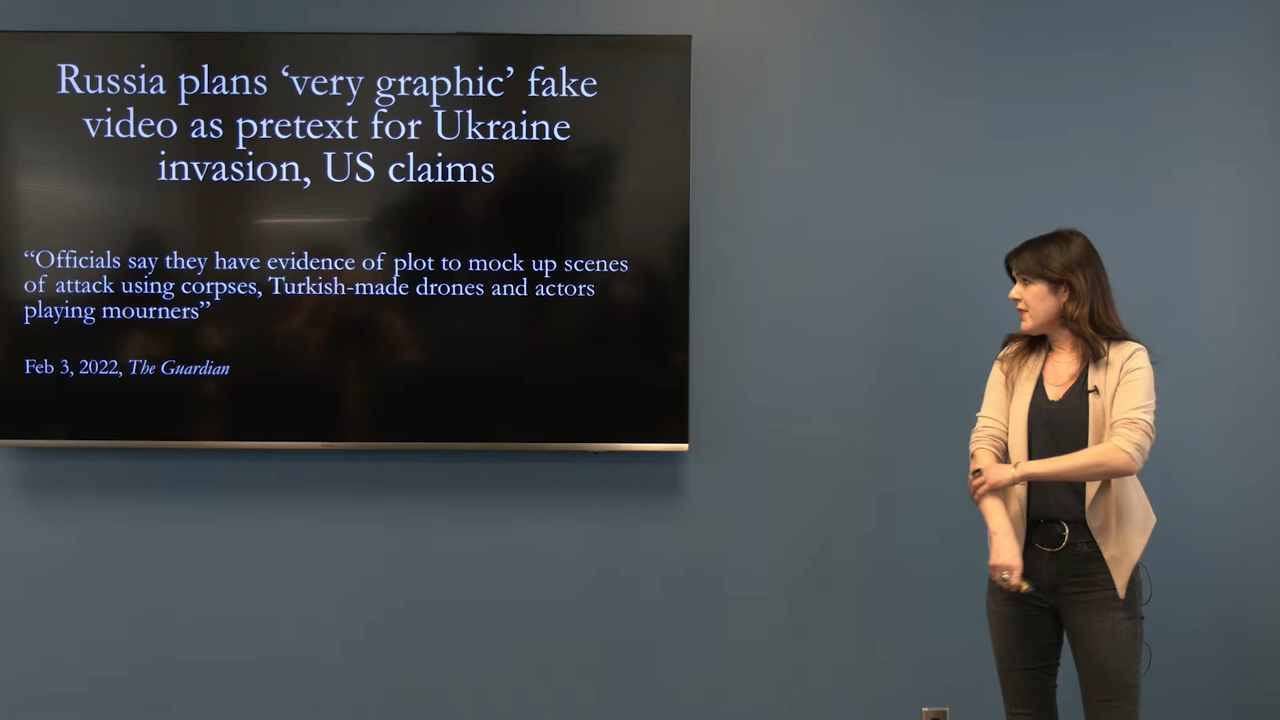 Russia plans ‘very graphic’ fake
video as pretext for Ukraine
invasion, US claims
“Officials say they have evidence of plot to mock up scenes
of attack using corpses, Turkish-made drones and actors
playing mourners”
Feb 3, 2022, The Guardian